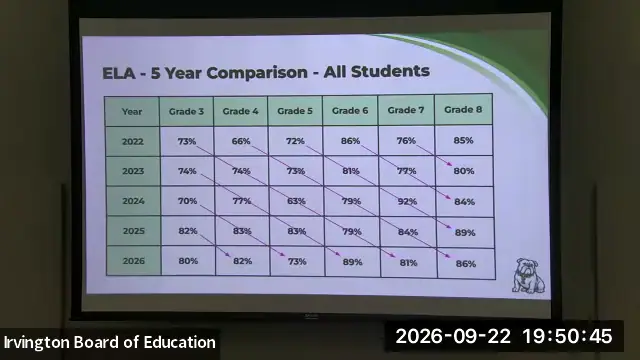 ELA - 5 Year Comparison - All Students
Year Grade 3 Grade 4 Grade 5 Grade 6 Grade 7 Grade 8
2022 73% 66% 72% 86% 76% 85%
2023 74% 74% 73% 81% 77% 80%
2024 70% 77% 63% 79% 92% 84%
2025 82% 83% 83% 79% 84% 89%
2026 80% 82% 73% 89% 81% 86%
Irvington Board of Education
2026-09-22 19:50:45